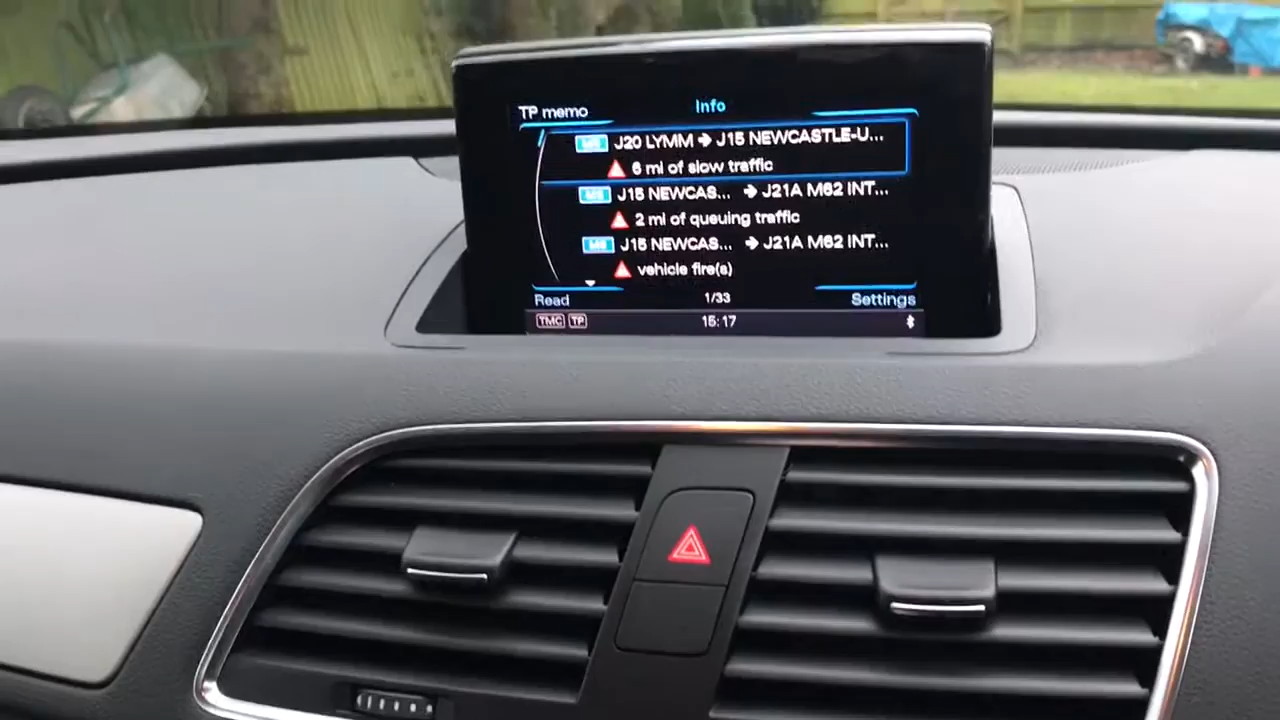 TP memo
Info
M6 J20 LYMM → J15 NEWCASTLE-U...
6 ml of slow traffic
M6 J15 NEWCAS... → J21A M62 INT...
2 ml of queuing traffic
M6 J15 NEWCAS... → J21A M62 INT...
vehicle fire(s)
Read
1/33
Settings
TMC TP
15:17